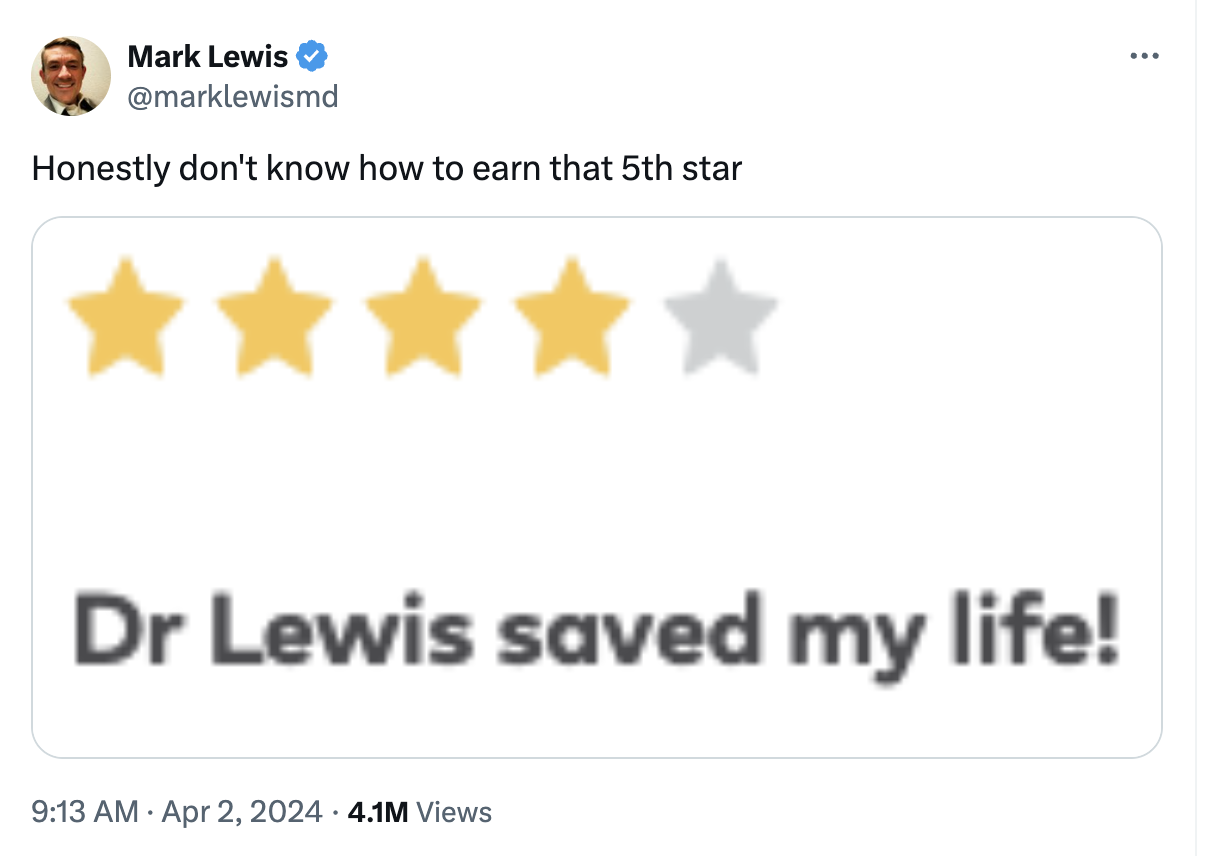 Mark Lewis
@marklewismd
Honestly don't know how to earn that 5th star
Dr Lewis saved my life!
9:13 AM · Apr 2, 2024 · 4.1M Views